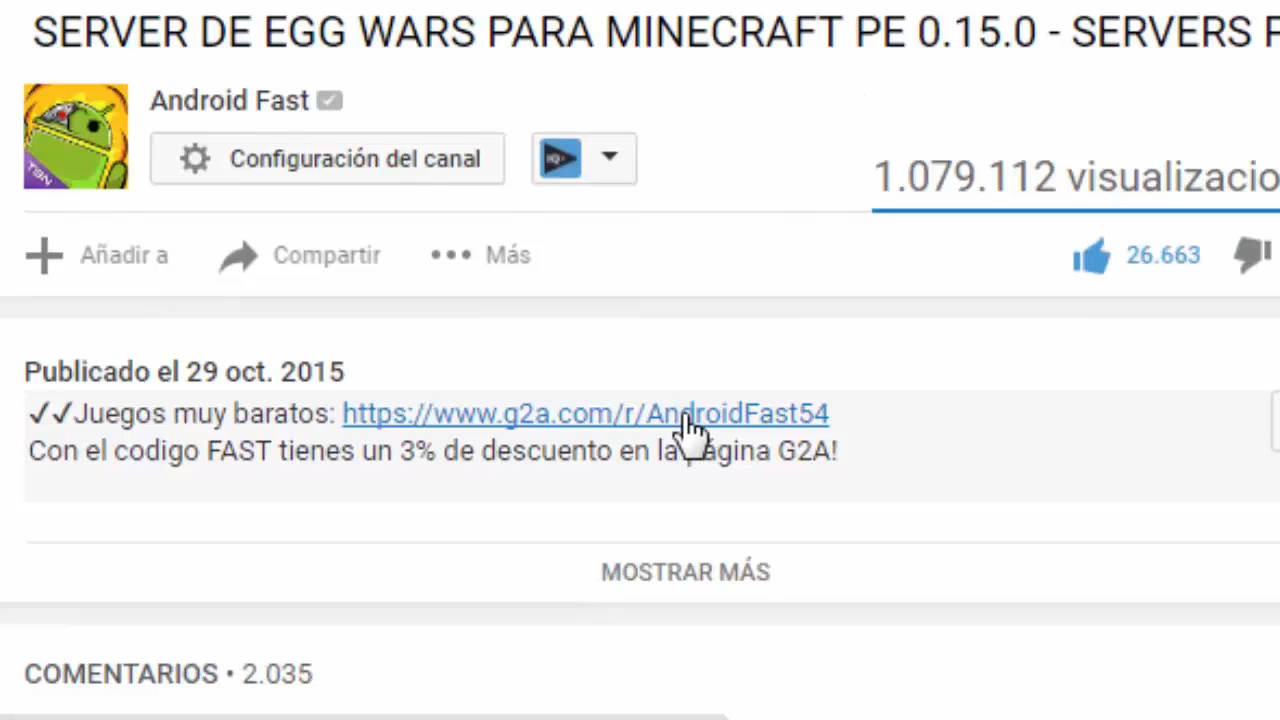 SERVER DE EGG WARS PARA MINECRAFT PE 0.15.0 - SERVERS
Android Fast
TGN
Configuración del canal
1.079.112 visualizacio
Añadir a
Compartir
Más
26.663
Publicado el 29 oct. 2015
✓✓Juegos muy baratos: https://www.g2a.com/r/AndroidFast54
Con el codigo FAST tienes un 3% de descuento en la página G2A!
MOSTRAR MÁS
COMENTARIOS • 2.035